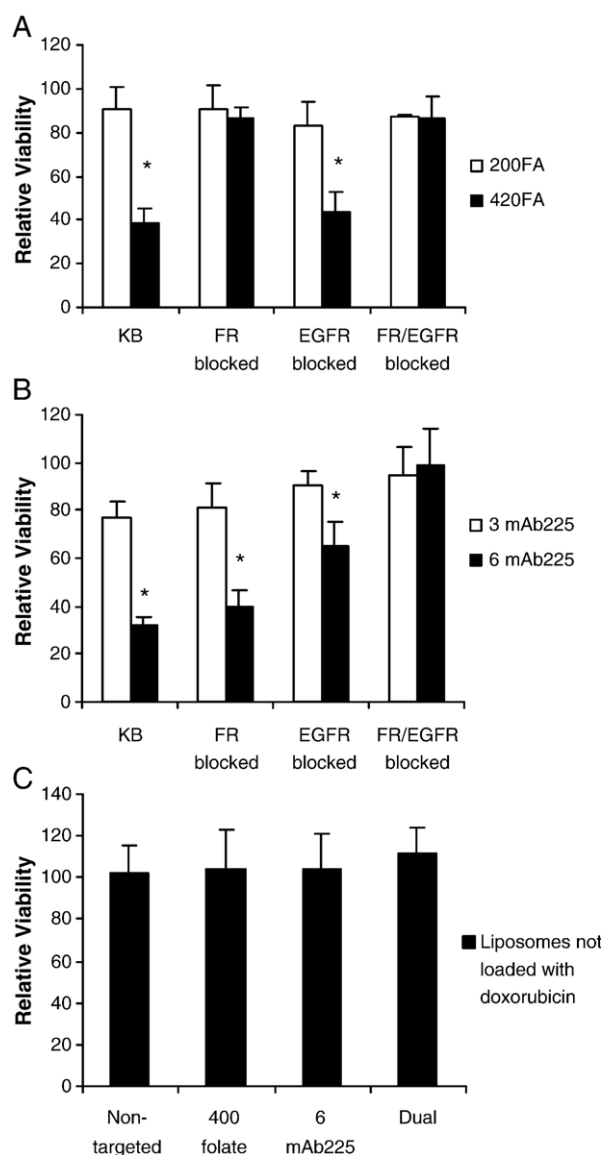 A
120
100
80
60
40
20
0
Relative Viability
* *
200FA
420FA
KB FR EGFR FR/EGFR
blocked blocked blocked
B
120
100
80
60
40
20
0
Relative Viability
* * *
3 mAb225
6 mAb225
KB FR EGFR FR/EGFR
blocked blocked blocked
C
140
120
100
80
60
40
20
0
Relative Viability
Liposomes not
loaded with
doxorubicin
Non- 400 6 Dual
targeted folate mAb225